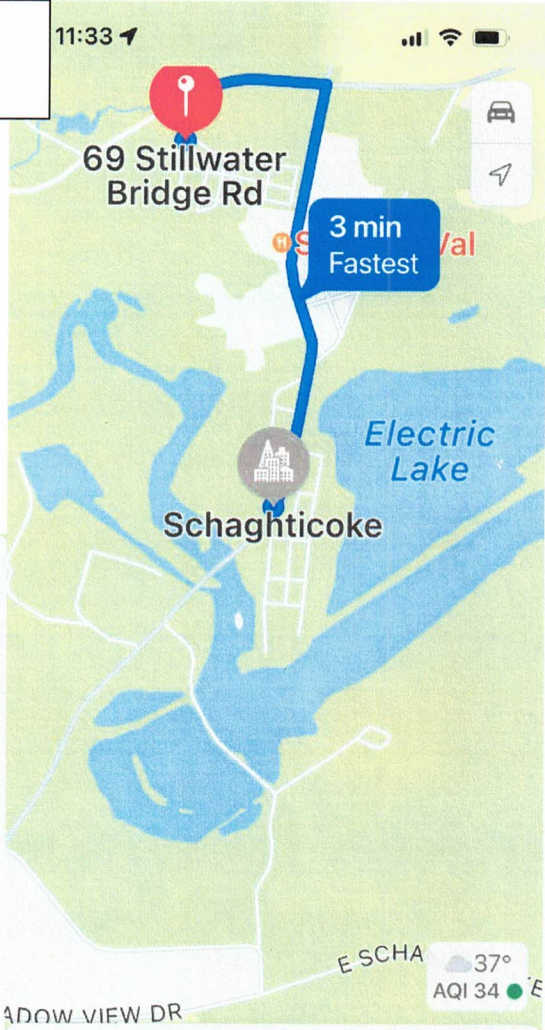 11:33
69 Stillwater
Bridge Rd
3 min
Fastest
S
Val
Electric
Lake
Schaghticoke
E SCHA
37°
AQI 34
E
ADOW VIEW DR